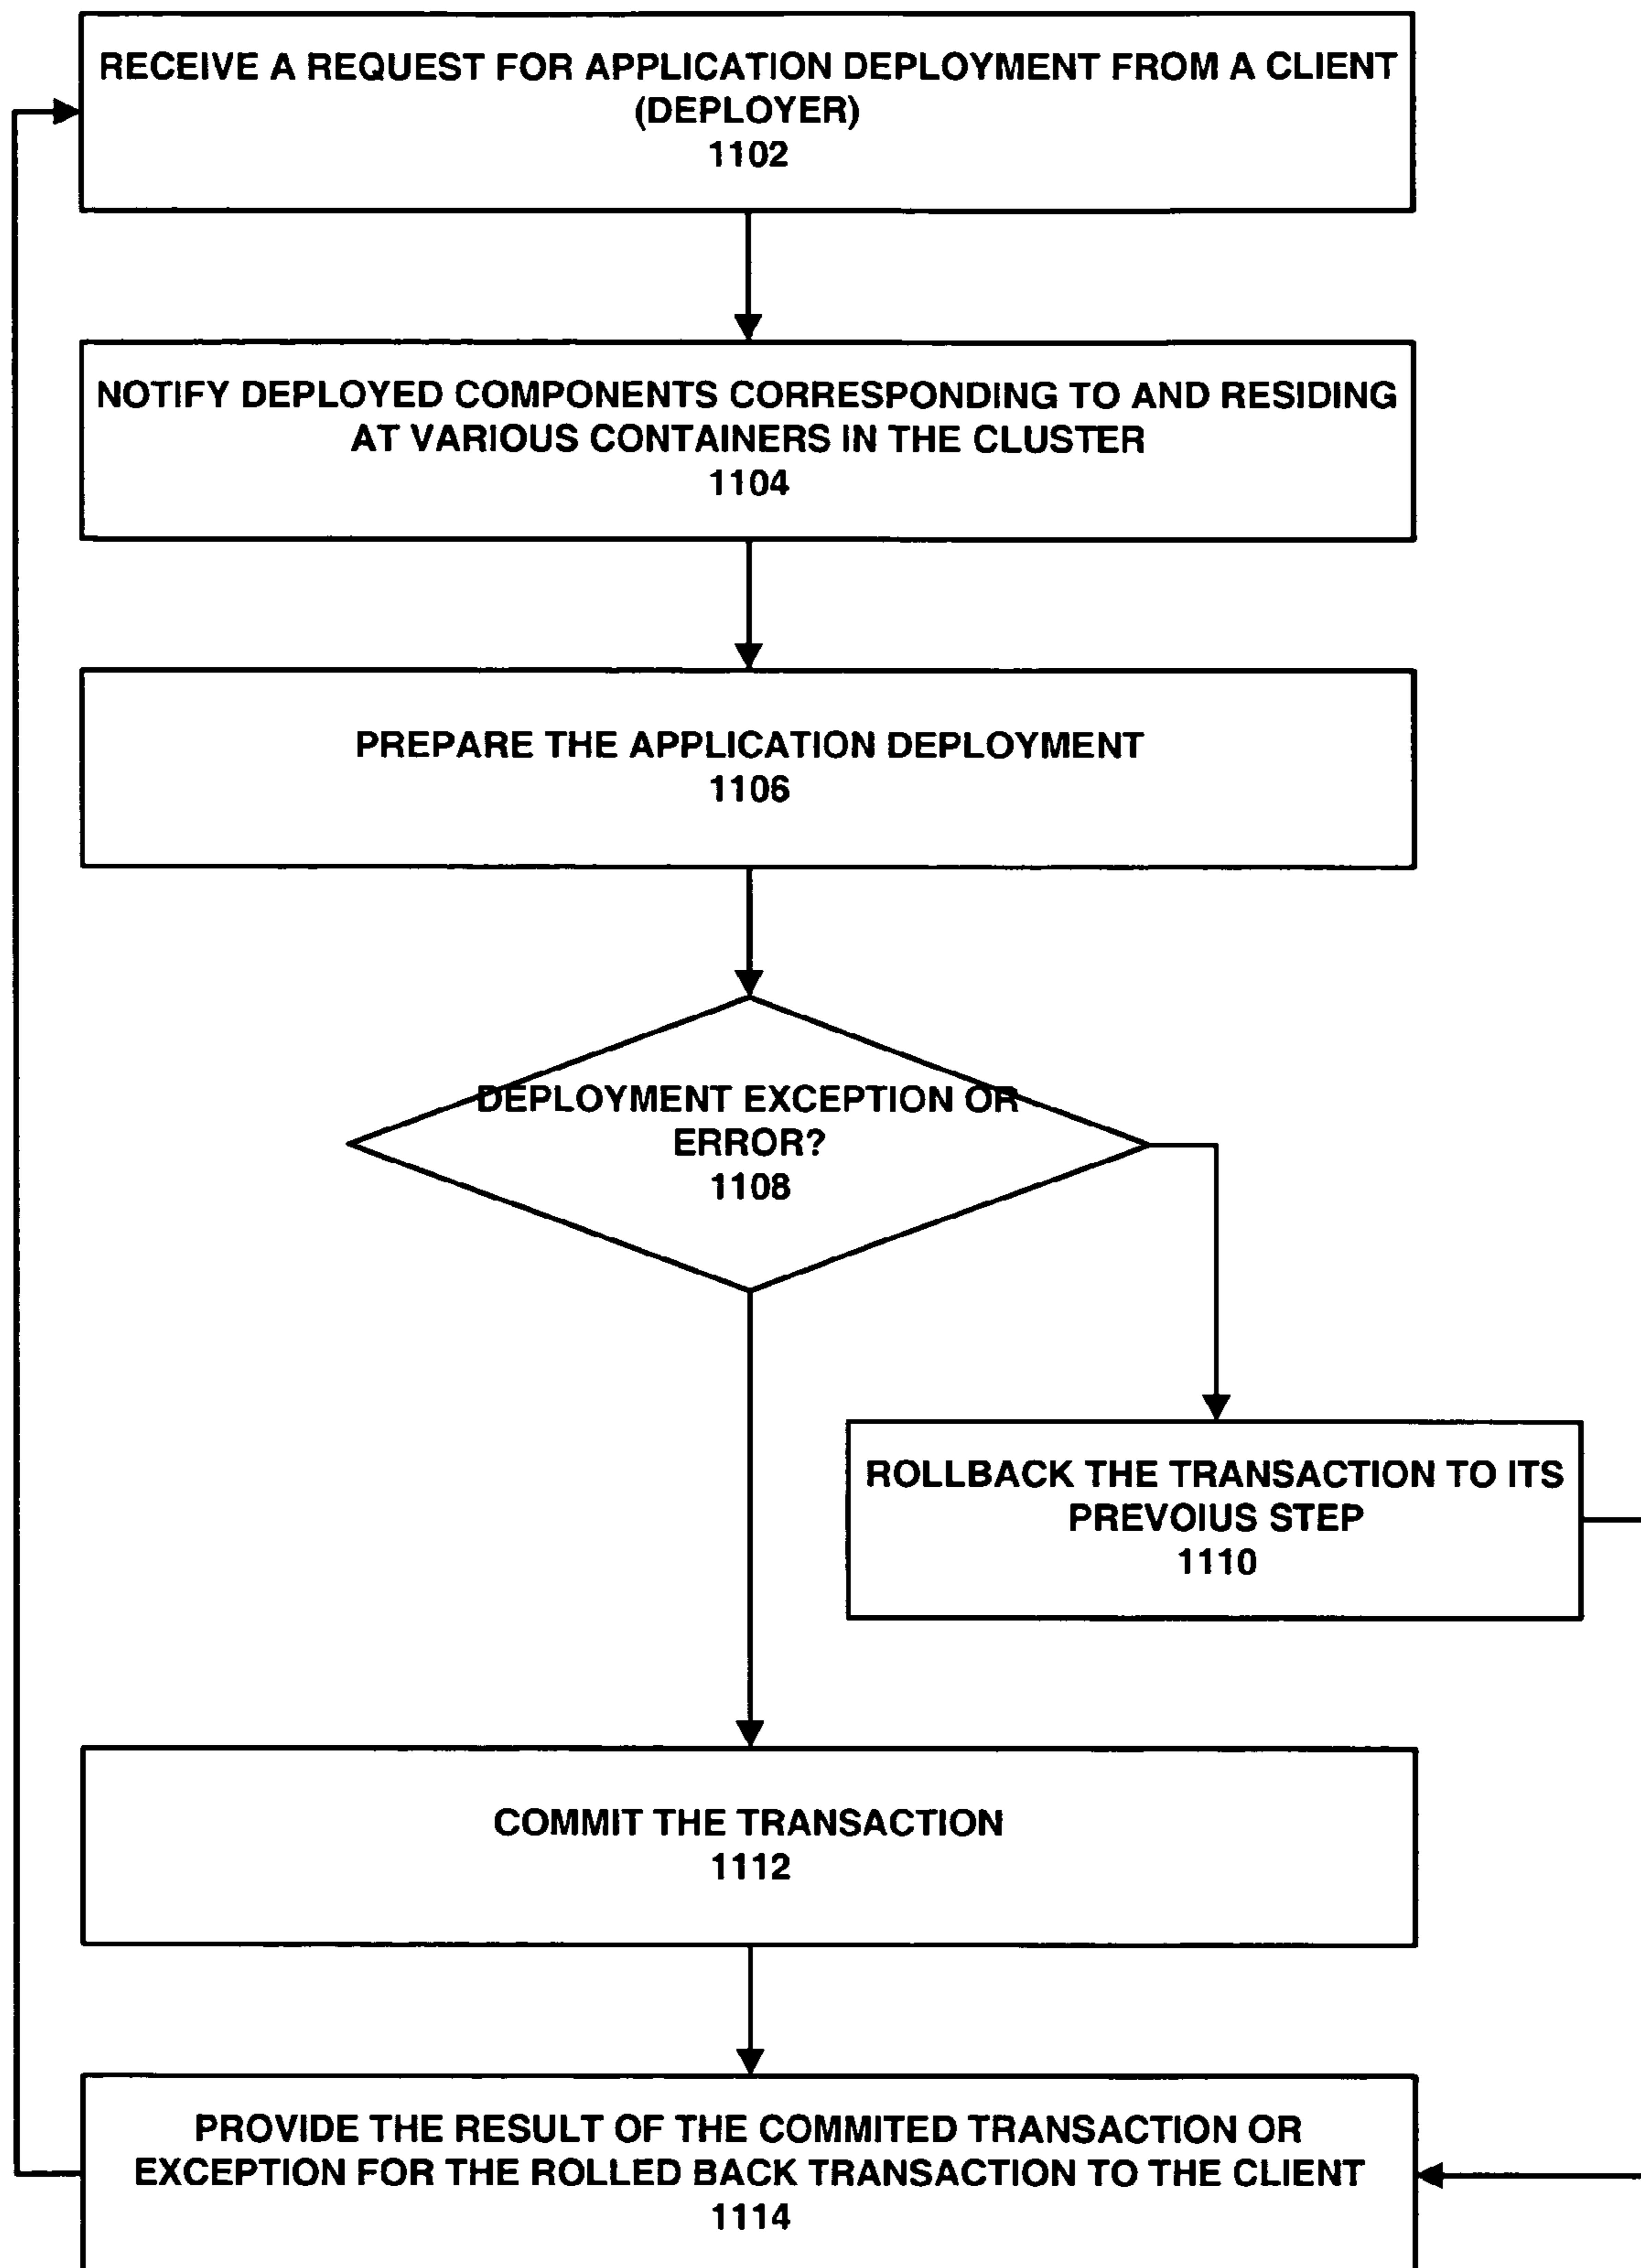 RECEIVE A REQUEST FOR APPLICATION DEPLOYMENT FROM A CLIENT
(DEPLOYER)
1102
NOTIFY DEPLOYED COMPONENTS CORRESPONDING TO AND RESIDING
AT VARIOUS CONTAINERS IN THE CLUSTER
1104
PREPARE THE APPLICATION DEPLOYMENT
1106
DEPLOYMENT EXCEPTION OR
ERROR?
1108
ROLLBACK THE TRANSACTION TO ITS
PREVOIUS STEP
1110
COMMIT THE TRANSACTION
1112
PROVIDE THE RESULT OF THE COMMITED TRANSACTION OR
EXCEPTION FOR THE ROLLED BACK TRANSACTION TO THE CLIENT
1114